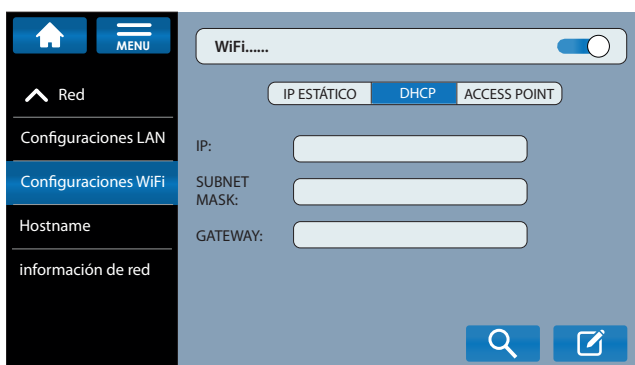 MENU
WiFi......
Red
IP ESTÁTICO
DHCP
ACCESS POINT
Configuraciones LAN
IP:
Configuraciones WiFi
SUBNET
MASK:
Hostname
GATEWAY:
información de red